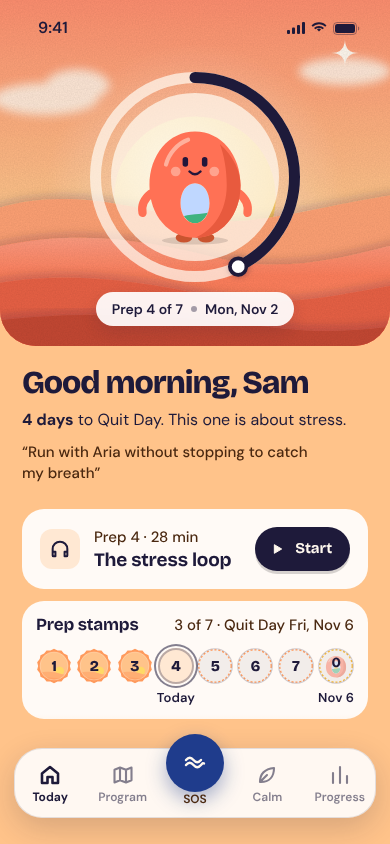 9:41
Prep 4 of 7 • Mon, Nov 2
Good morning, Sam
4 days to Quit Day. This one is about stress.
“Run with Aria without stopping to catch
my breath”
Prep 4 · 28 min
The stress loop
Start
Prep stamps
3 of 7 · Quit Day Fri, Nov 6
1 2 3 4 5 6 7 0
Today
Nov 6
Today
Program
SOS
Calm
Progress